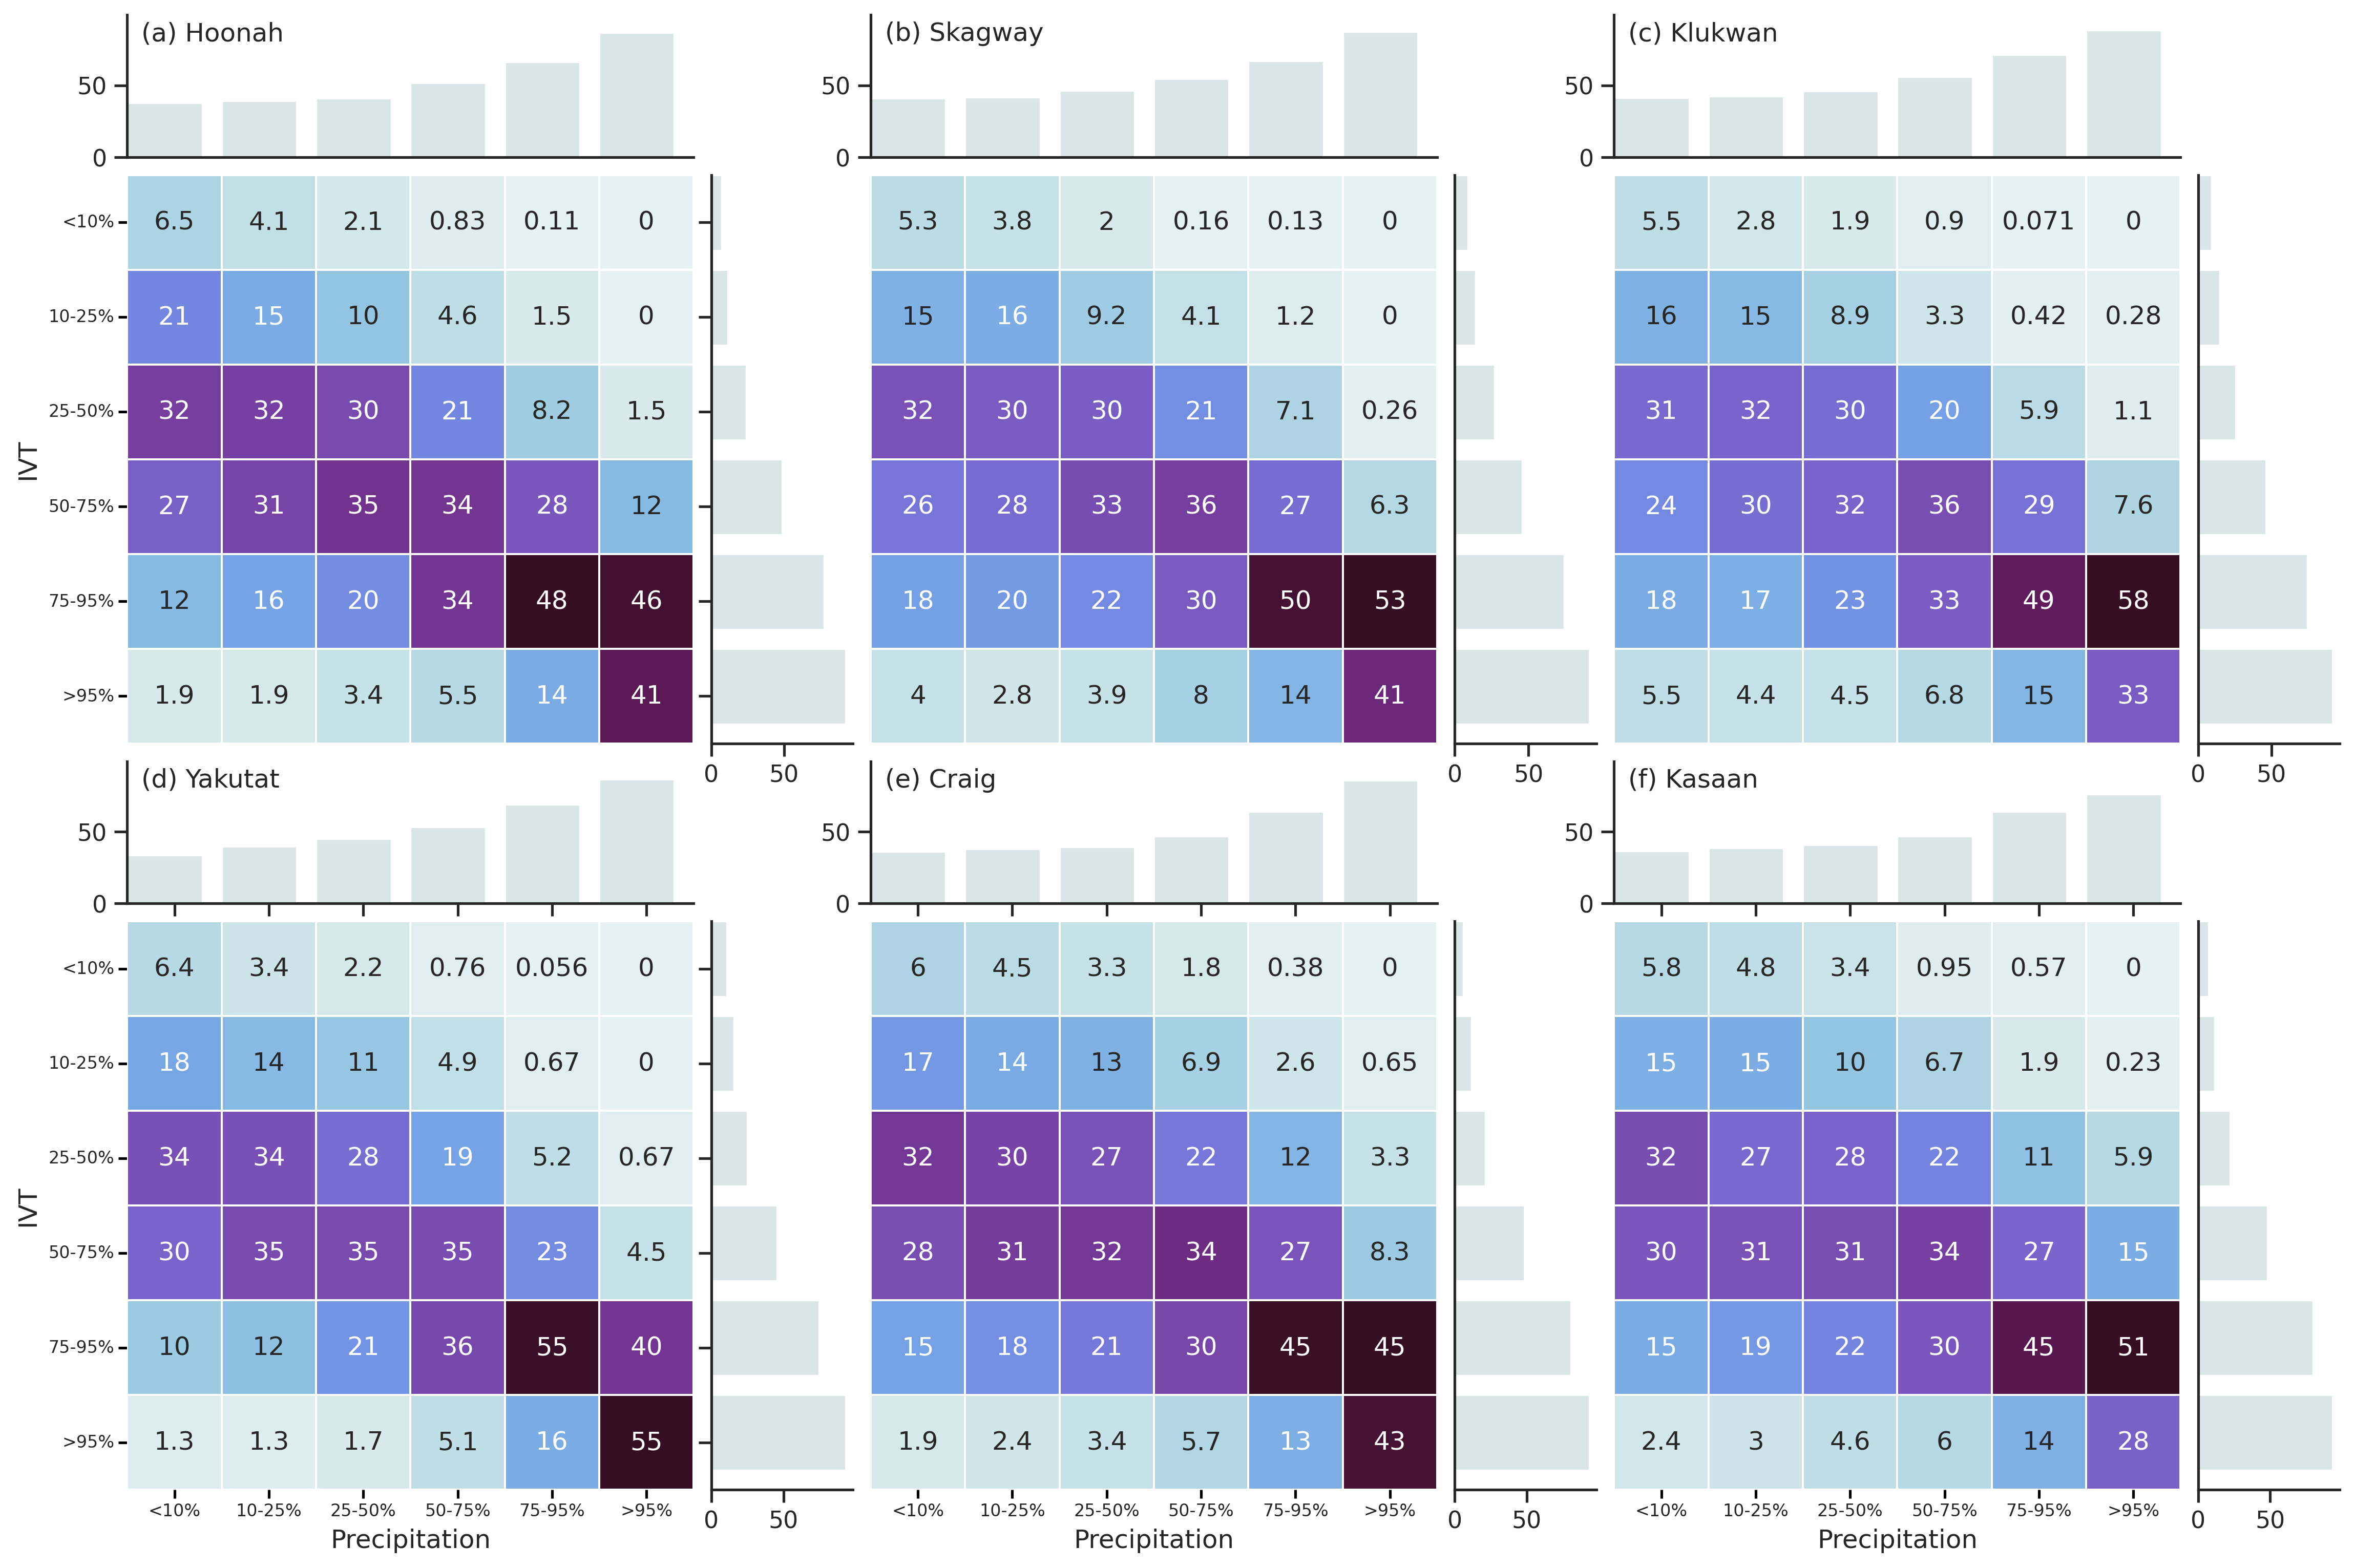 (a) Hoonah (b) Skagway (c) Klukwan
50 50 50
0 0 0
<10% 6.5 4.1 2.1 0.83 0.11 0 5.3 3.8 2 0.16 0.13 0 5.5 2.8 1.9 0.9 0.071 0
10-25% 21 15 10 4.6 1.5 0 15 16 9.2 4.1 1.2 0 16 15 8.9 3.3 0.42 0.28
25-50% 32 32 30 21 8.2 1.5 32 30 30 21 7.1 0.26 31 32 30 20 5.9 1.1
IVT
50-75% 27 31 35 34 28 12 26 28 33 36 27 6.3 24 30 32 36 29 7.6
75-95% 12 16 20 34 48 46 18 20 22 30 50 53 18 17 23 33 49 58
>95% 1.9 1.9 3.4 5.5 14 41 4 2.8 3.9 8 14 41 5.5 4.4 4.5 6.8 15 33
0 50 0 50 0 50
(d) Yakutat (e) Craig (f) Kasaan
50 50 50
0 0 0
<10% 6.4 3.4 2.2 0.76 0.056 0 6 4.5 3.3 1.8 0.38 0 5.8 4.8 3.4 0.95 0.57 0
10-25% 18 14 11 4.9 0.67 0 17 14 13 6.9 2.6 0.65 15 15 10 6.7 1.9 0.23
25-50% 34 34 28 19 5.2 0.67 32 30 27 22 12 3.3 32 27 28 22 11 5.9
IVT
50-75% 30 35 35 35 23 4.5 28 31 32 34 27 8.3 30 31 31 34 27 15
75-95% 10 12 21 36 55 40 15 18 21 30 45 45 15 19 22 30 45 51
>95% 1.3 1.3 1.7 5.1 16 55 1.9 2.4 3.4 5.7 13 43 2.4 3 4.6 6 14 28
<10% 10-25% 25-50% 50-75% 75-95% >95% 0 50 <10% 10-25% 25-50% 50-75% 75-95% >95% 0 50 <10% 10-25% 25-50% 50-75% 75-95% >95% 0 50
Precipitation Precipitation Precipitation